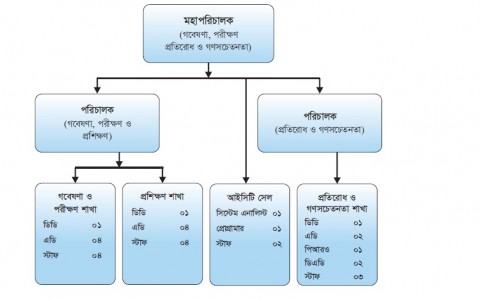 মহাপরিচালক
(গবেষণা, পরীক্ষণ
প্রতিরোধ ও গণসচেতনতা)
পরিচালক
(গবেষণা, পরীক্ষণ ও
প্রশিক্ষণ)
পরিচালক
(প্রতিরোধ ও গণসচেতনতা)
গবেষণা ও
পরীক্ষণ শাখা
ডিডি ০১
এডি ০৪
স্টাফ ০৪
প্রশিক্ষণ শাখা
ডিডি ০১
এডি ০৪
স্টাফ ০৪
আইসিটি সেল
সিস্টেম এনালিস্ট ০১
প্রোগ্রামার ০১
স্টাফ ০২
প্রতিরোধ ও
গণসচেতনতা শাখা
ডিডি ০১
এডি ০২
পিআরও ০১
ডিএডি ০২
স্টাফ ০৩